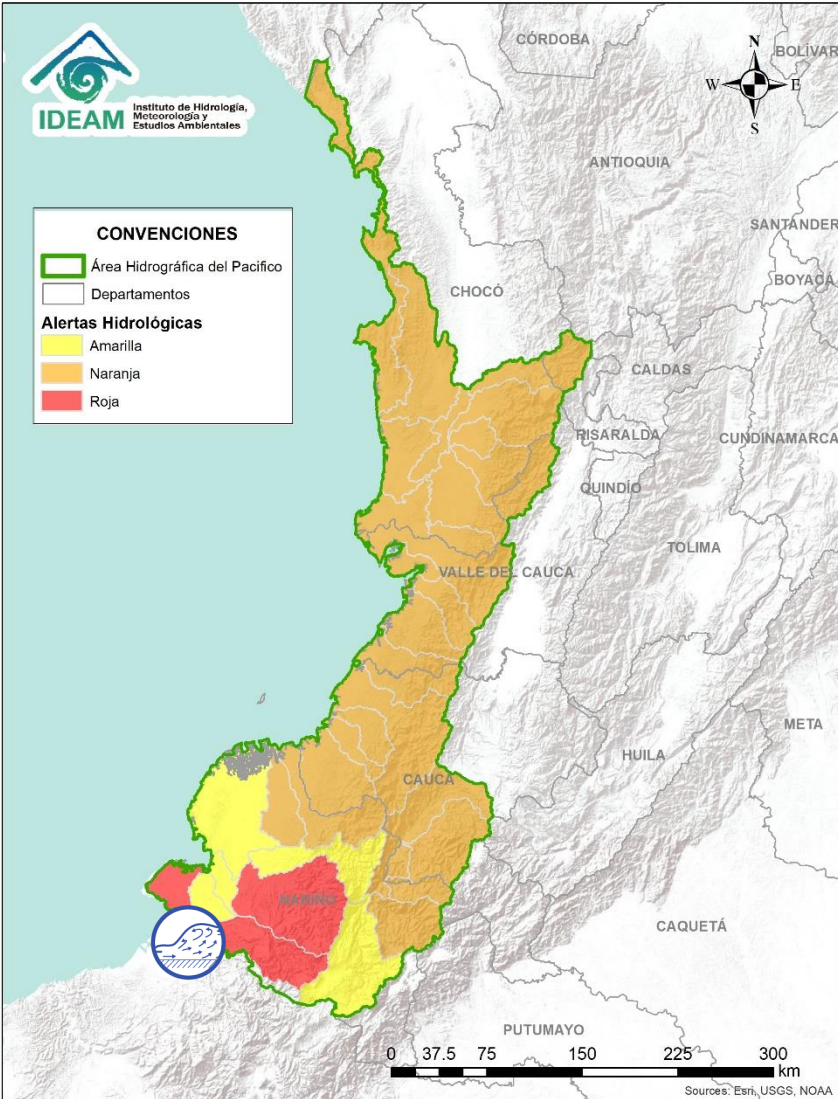 IDEAM
Instituto de Hidrología,
Meteorología y
Estudios Ambientales
N
W
E
S
CONVENCIONES
Área Hidrográfica del Pacifico
Departamentos
Alertas Hidrológicas
Amarilla
Naranja
Roja
CÓRDOBA
BOLÍVAR
ANTIOQUIA
SANTANDER
BOYACÁ
CHOCÓ
CALDAS
RISARALDA
CUNDINAMARCA
QUINDÍO
TOLIMA
VALLE DEL CAUCA
META
HUILA
CAUCA
NARIÑO
CAQUETÁ
PUTUMAYO
0 37.5 75 150 225 300
km
Sources: Esri, USGS, NOAA